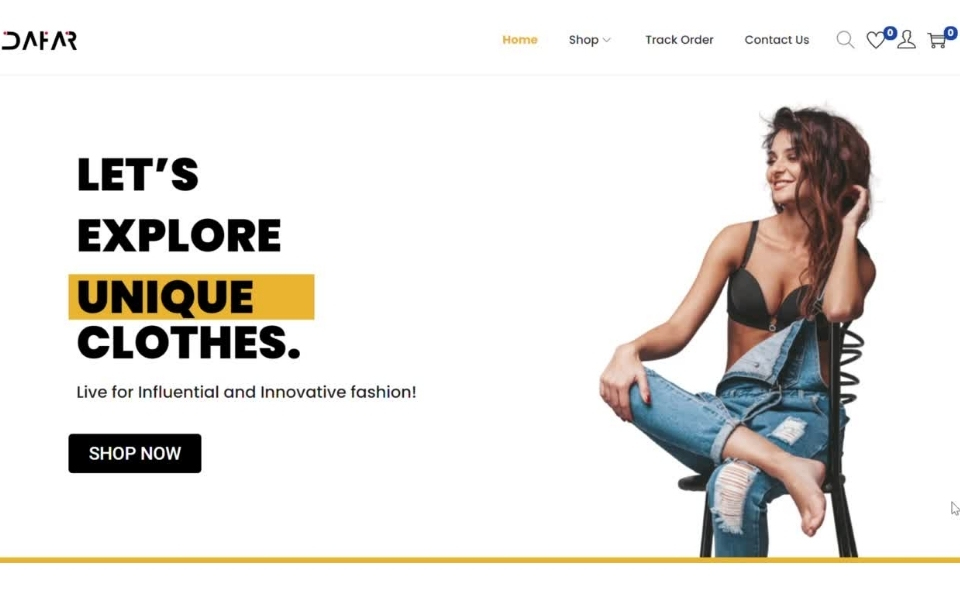 DAFAR
Home
Shop
Track Order
Contact Us
0
0
LET’S
EXPLORE
UNIQUE
CLOTHES.
Live for Influential and Innovative fashion!
SHOP NOW